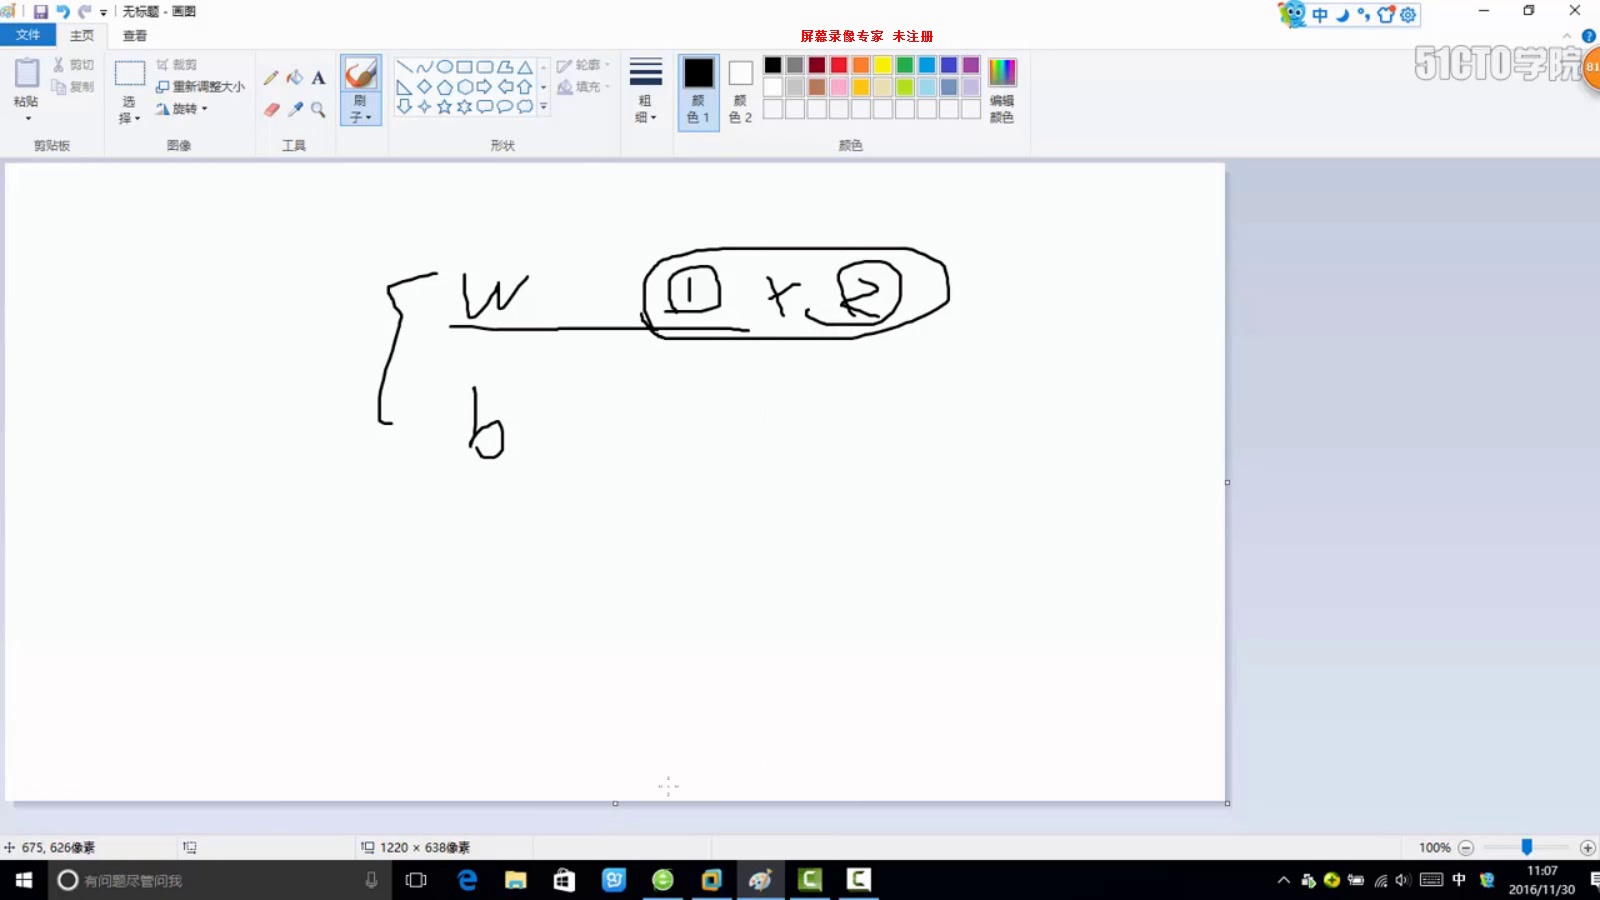 无标题 - 画图
中
文件 主页 查看
屏幕录像专家 未注册
51CTO学院
81
粘贴
剪切
复制
选择
裁剪
重新调整大小
旋转
A
刷子
轮廓
填充
粗细
颜色 1
颜色 2
编辑颜色
剪贴板 图像 工具 形状 颜色
W 1 x 2
b
675, 626像素
1220 × 638像素
100%
有问题尽管问我
中
11:07
2016/11/30